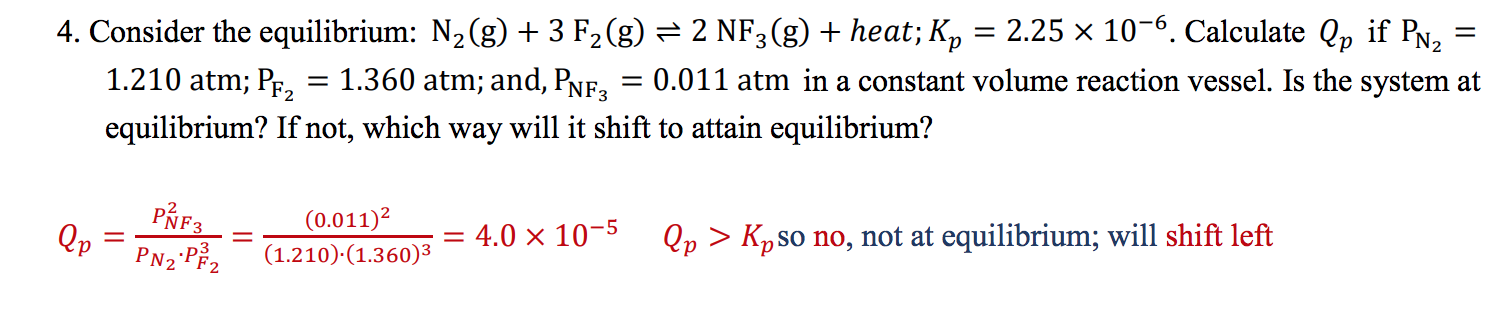 4. Consider the equilibrium: N₂(g) + 3 F₂(g) ⇌ 2 NF₃(g) + heat; Kₚ = 2.25 × 10⁻⁶. Calculate Qₚ if P_N₂ =
1.210 atm; P_F₂ = 1.360 atm; and, P_NF₃ = 0.011 atm in a constant volume reaction vessel. Is the system at
equilibrium? If not, which way will it shift to attain equilibrium?
Qₚ = P²_NF₃ / (P_N₂·P³_F₂) = (0.011)² / ((1.210)·(1.360)³) = 4.0 × 10⁻⁵ Qₚ > Kₚ so no, not at equilibrium; will shift left